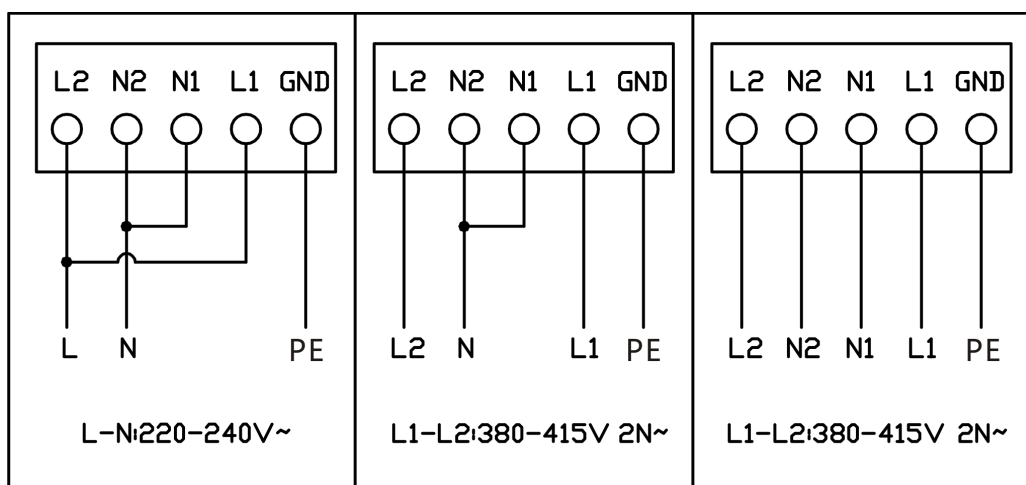 L2 N2 N1 L1 GND
L N PE
L-N:220-240V~
L2 N2 N1 L1 GND
L2 N L1 PE
L1-L2:380-415V 2N~
L2 N2 N1 L1 GND
L2 N2 N1 L1 PE
L1-L2:380-415V 2N~